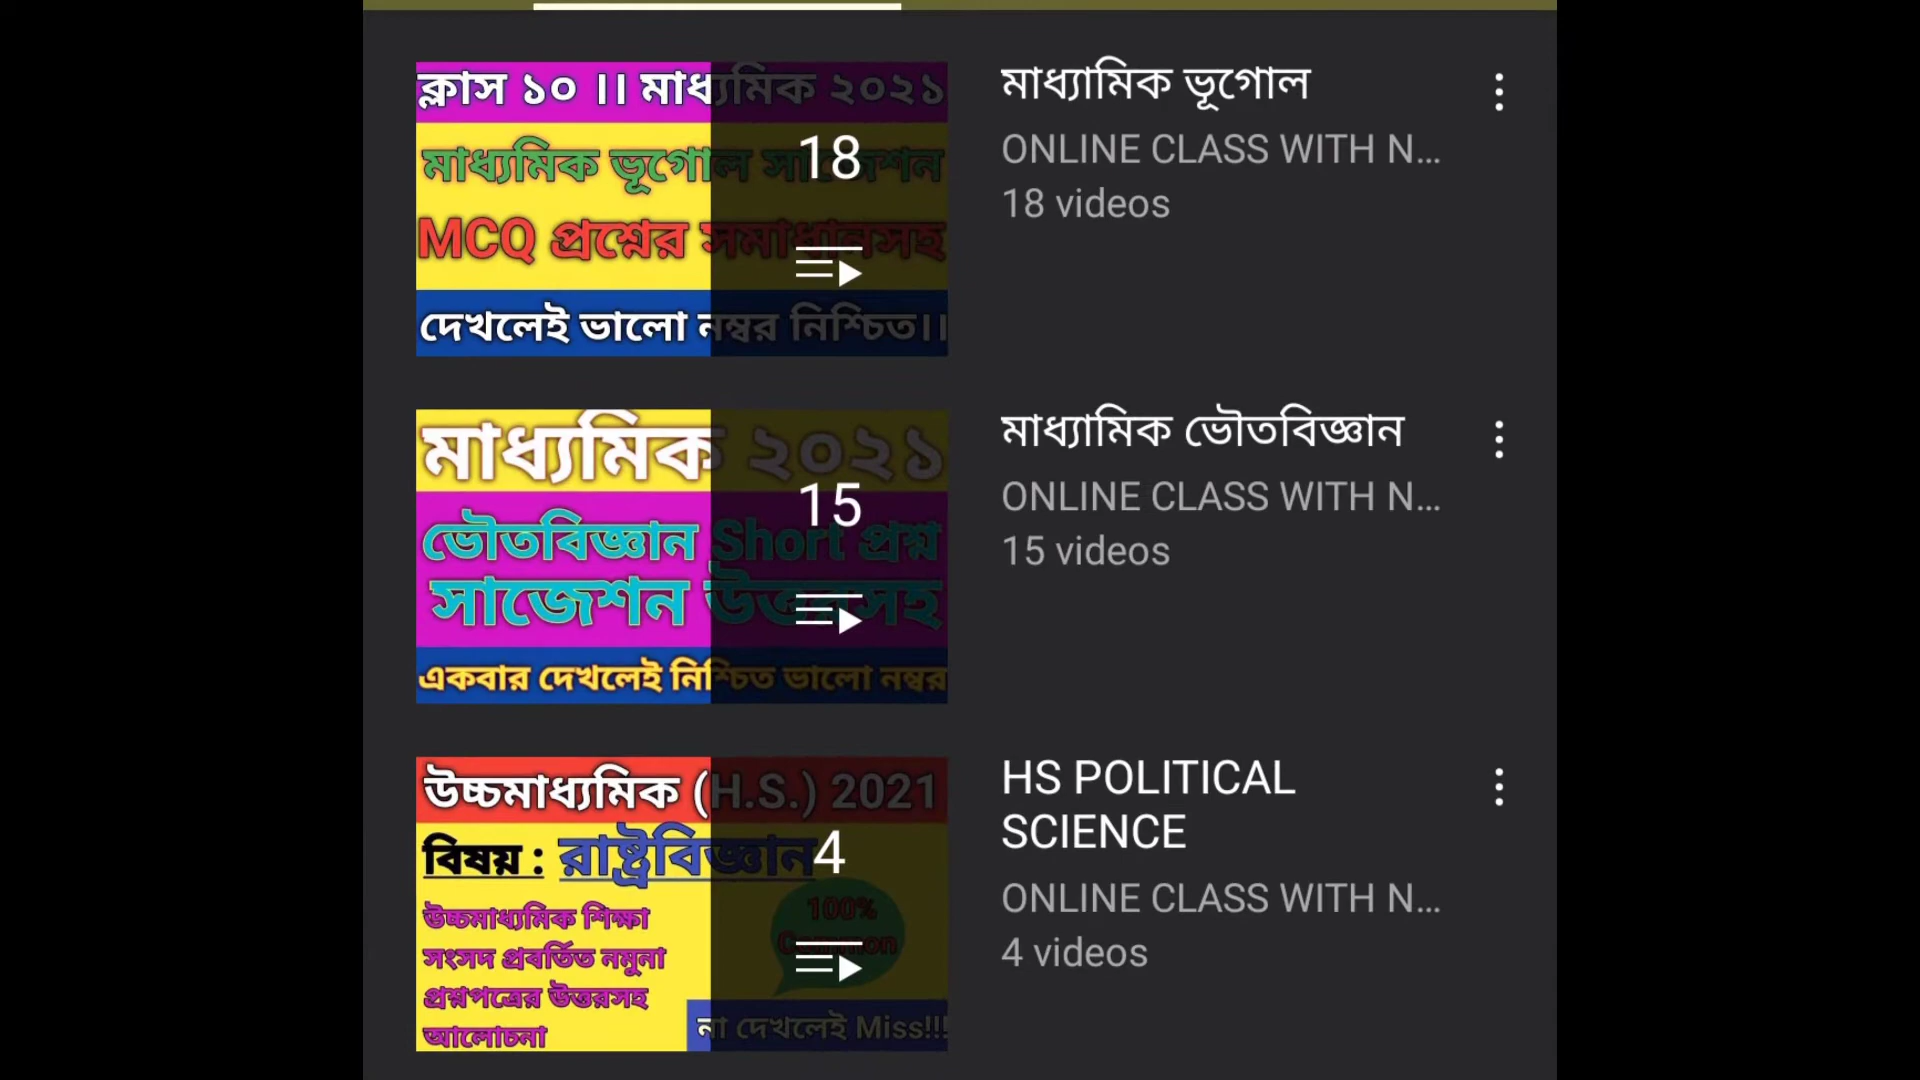 ক্লাস ১০ ।। মাধ্যমিক ২০২১
মাধ্যমিক ভূগোল সাজেশন
MCQ প্রশ্নের সমাধানসহ
দেখলেই ভালো নম্বর নিশ্চিত।।
18
মাধ্যামিক ভূগোল
ONLINE CLASS WITH N...
18 videos
মাধ্যমিক ২০২১
ভৌতবিজ্ঞান Short প্রশ্ন
সাজেশন উত্তরসহ
একবার দেখলেই নিশ্চিত ভালো নম্বর
15
মাধ্যামিক ভৌতবিজ্ঞান
ONLINE CLASS WITH N...
15 videos
উচ্চমাধ্যমিক (H.S.) 2021
বিষয় : রাষ্ট্রবিজ্ঞান
উচ্চমাধ্যমিক শিক্ষা
সংসদ প্রবর্তিত নমুনা
প্রশ্নপত্রের উত্তরসহ
আলোচনা
100%
Common
না দেখলেই Miss!!!
4
HS POLITICAL
SCIENCE
ONLINE CLASS WITH N...
4 videos